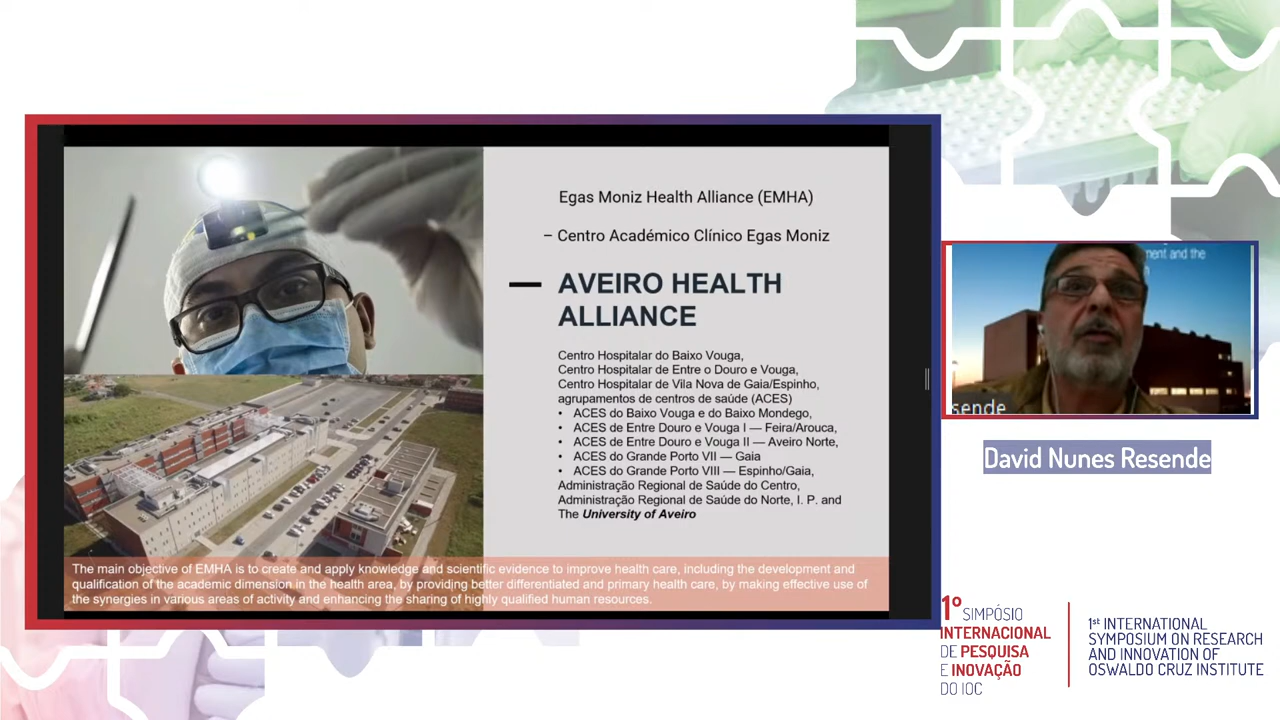 Egas Moniz Health Alliance (EMHA)
– Centro Académico Clínico Egas Moniz
AVEIRO HEALTH
ALLIANCE
Centro Hospitalar do Baixo Vouga,
Centro Hospitalar de Entre o Douro e Vouga,
Centro Hospitalar de Vila Nova de Gaia/Espinho,
agrupamentos de centros de saúde (ACES)
• ACES do Baixo Vouga e do Baixo Mondego,
• ACES de Entre Douro e Vouga I — Feira/Arouca,
• ACES de Entre Douro e Vouga II — Aveiro Norte,
• ACES do Grande Porto VII — Gaia
• ACES do Grande Porto VIII — Espinho/Gaia,
Administração Regional de Saúde do Centro,
Administração Regional de Saúde do Norte, I. P. and
The University of Aveiro
The main objective of EMHA is to create and apply knowledge and scientific evidence to improve health care, including the development and
qualification of the academic dimension in the health area, by providing better differentiated and primary health care, by making effective use of
the synergies in various areas of activity and enhancing the sharing of highly qualified human resources.
and the
David Nunes Resende
1º SIMPÓSIO
INTERNACIONAL
DE PESQUISA
E INOVAÇÃO
DO IOC
1st INTERNATIONAL
SYMPOSIUM ON RESEARCH
AND INNOVATION OF
OSWALDO CRUZ INSTITUTE